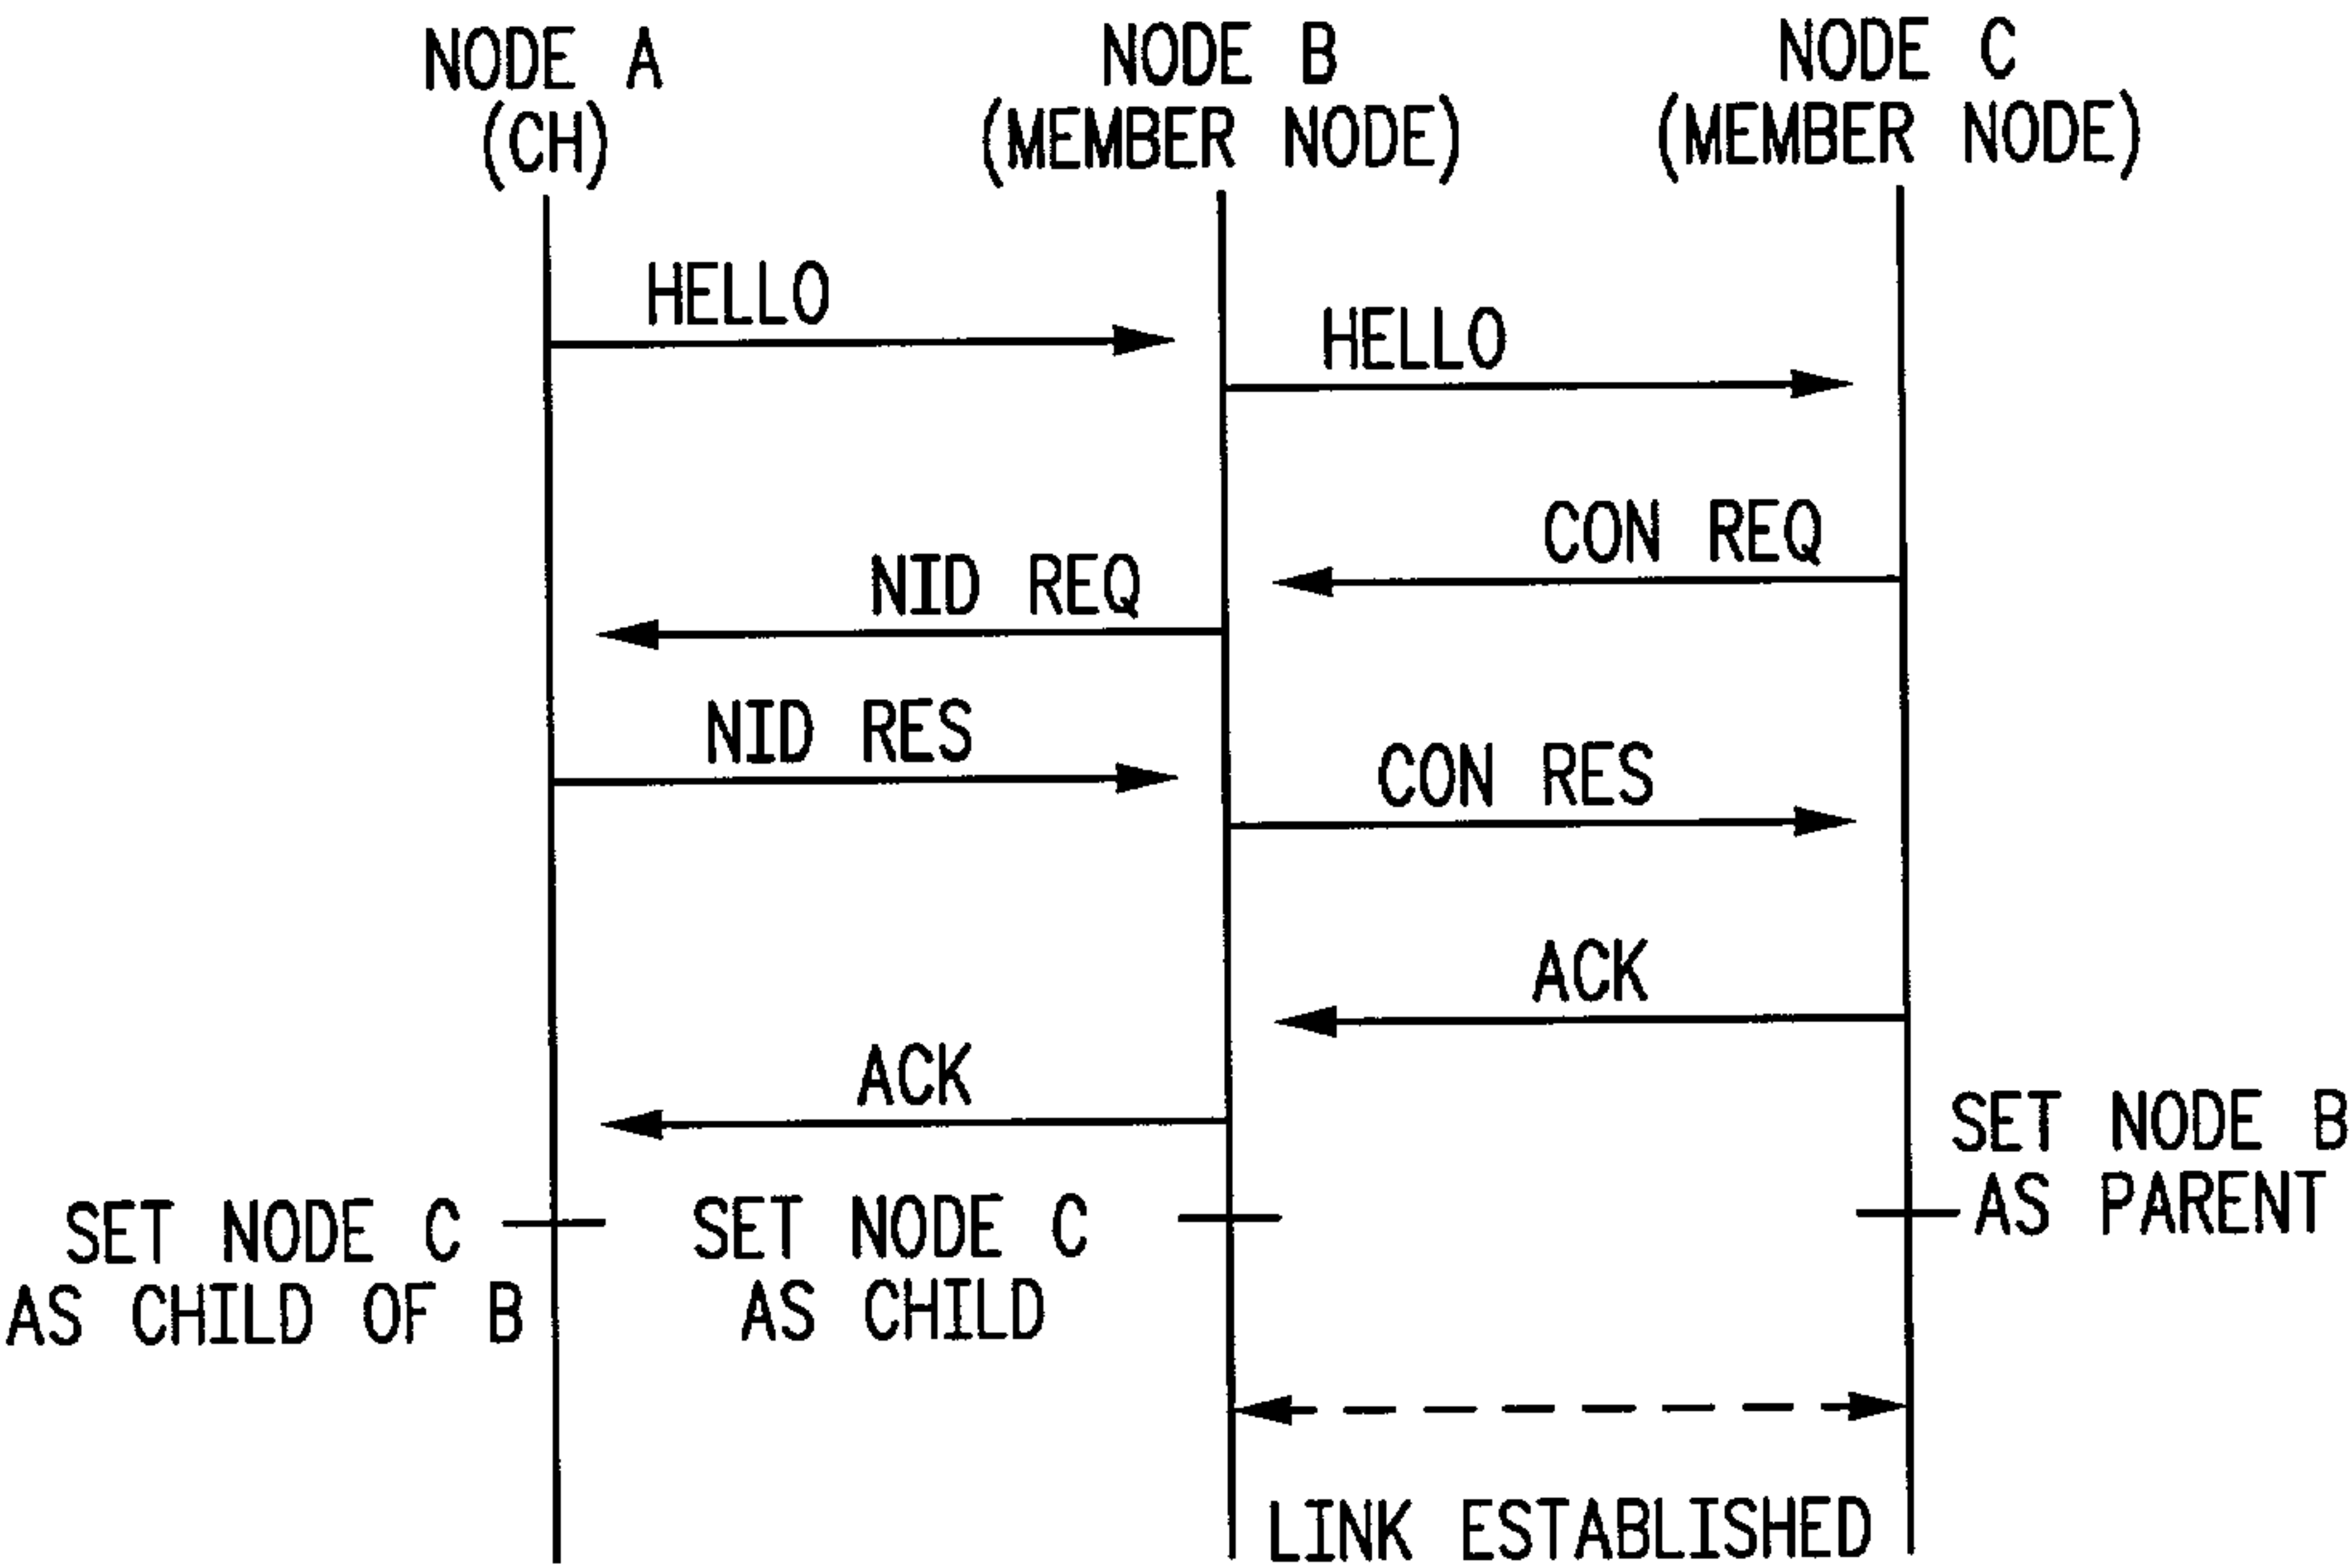 NODE A
(CH)
NODE B
(MEMBER NODE)
NODE C
(MEMBER NODE)
HELLO
HELLO
CON REQ
NID REQ
NID RES
CON RES
ACK
ACK
SET NODE B
AS PARENT
SET NODE C
AS CHILD OF B
SET NODE C
AS CHILD
LINK ESTABLISHED